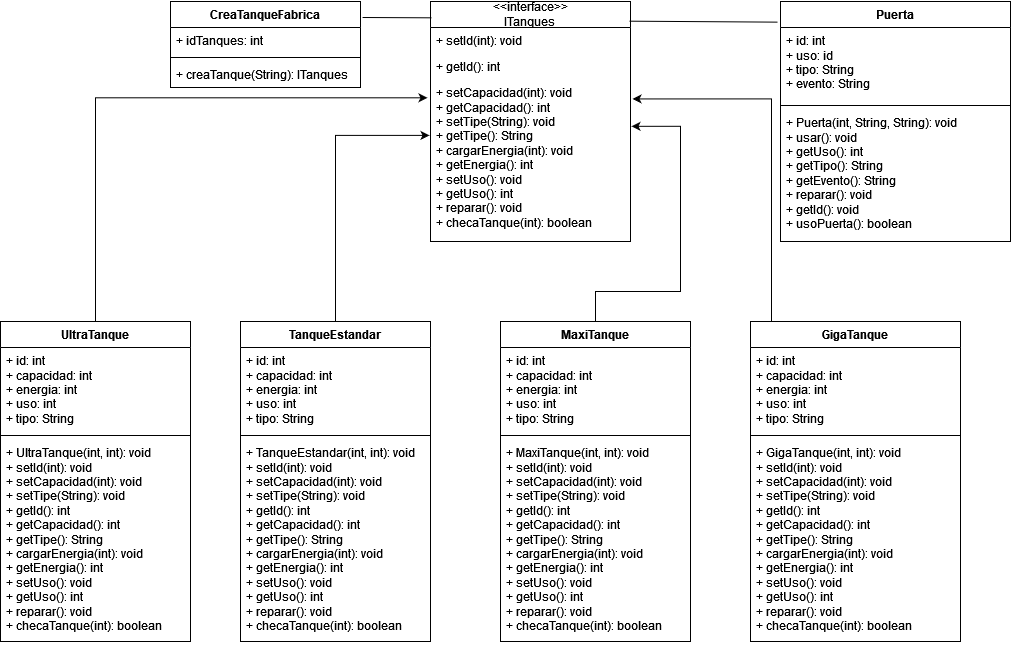 CreaTanqueFabrica
+ idTanques: int
+ creaTanque(String): ITanques
<<interface>>
ITanques
+ setId(int): void
+ getId(): int
+ setCapacidad(int): void
+ getCapacidad(): int
+ setTipe(String): void
+ getTipe(): String
+ cargarEnergia(int): void
+ getEnergia(): int
+ setUso(): void
+ getUso(): int
+ reparar(): void
+ checaTanque(int): boolean
Puerta
+ id: int
+ uso: id
+ tipo: String
+ evento: String
+ Puerta(int, String, String): void
+ usar(): void
+ getUso(): int
+ getTipo(): String
+ getEvento(): String
+ reparar(): void
+ getId(): void
+ usoPuerta(): boolean
UltraTanque
+ id: int
+ capacidad: int
+ energia: int
+ uso: int
+ tipo: String
+ UltraTanque(int, int): void
+ setId(int): void
+ setCapacidad(int): void
+ setTipe(String): void
+ getId(): int
+ getCapacidad(): int
+ getTipe(): String
+ cargarEnergia(int): void
+ getEnergia(): int
+ setUso(): void
+ getUso(): int
+ reparar(): void
+ checaTanque(int): boolean
TanqueEstandar
+ id: int
+ capacidad: int
+ energia: int
+ uso: int
+ tipo: String
+ TanqueEstandar(int, int): void
+ setId(int): void
+ setCapacidad(int): void
+ setTipe(String): void
+ getId(): int
+ getCapacidad(): int
+ getTipe(): String
+ cargarEnergia(int): void
+ getEnergia(): int
+ setUso(): void
+ getUso(): int
+ reparar(): void
+ checaTanque(int): boolean
MaxiTanque
+ id: int
+ capacidad: int
+ energia: int
+ uso: int
+ tipo: String
+ MaxiTanque(int, int): void
+ setId(int): void
+ setCapacidad(int): void
+ setTipe(String): void
+ getId(): int
+ getCapacidad(): int
+ getTipe(): String
+ cargarEnergia(int): void
+ getEnergia(): int
+ setUso(): void
+ getUso(): int
+ reparar(): void
+ checaTanque(int): boolean
GigaTanque
+ id: int
+ capacidad: int
+ energia: int
+ uso: int
+ tipo: String
+ GigaTanque(int, int): void
+ setId(int): void
+ setCapacidad(int): void
+ setTipe(String): void
+ getId(): int
+ getCapacidad(): int
+ getTipe(): String
+ cargarEnergia(int): void
+ getEnergia(): int
+ setUso(): void
+ getUso(): int
+ reparar(): void
+ checaTanque(int): boolean